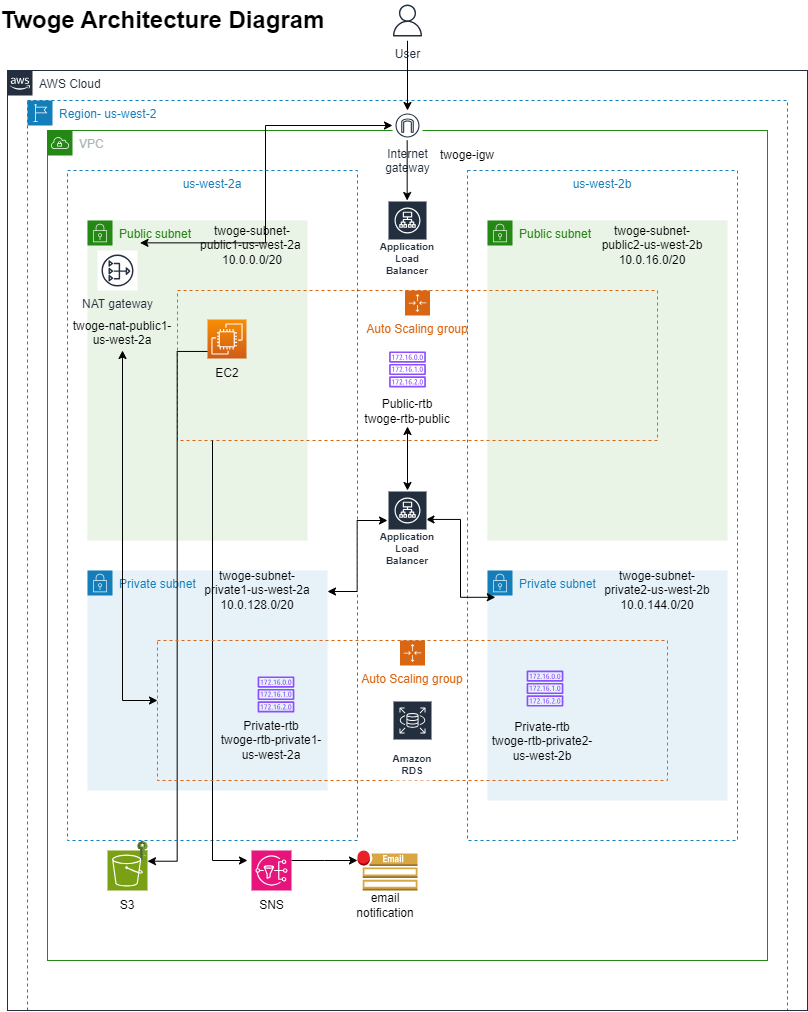 Twoge Architecture Diagram
User
aws
AWS Cloud
Region- us-west-2
VPC
Internet
gateway
twoge-igw
us-west-2a
us-west-2b
Public subnet
twoge-subnet-
public1-us-west-2a
10.0.0.0/20
Application
Load
Balancer
Public subnet
twoge-subnet-
public2-us-west-2b
10.0.16.0/20
NAT gateway
twoge-nat-public1-
us-west-2a
EC2
Auto Scaling group
172.16.0.0
172.16.1.0
172.16.2.0
Public-rtb
twoge-rtb-public
Application
Load
Balancer
Private subnet
twoge-subnet-
private1-us-west-2a
10.0.128.0/20
Private subnet
twoge-subnet-
private2-us-west-2b
10.0.144.0/20
Auto Scaling group
172.16.0.0
172.16.1.0
172.16.2.0
Private-rtb
twoge-rtb-private1-
us-west-2a
Amazon
RDS
172.16.0.0
172.16.1.0
172.16.2.0
Private-rtb
twoge-rtb-private2-
us-west-2b
S3
SNS
Email
email
notification